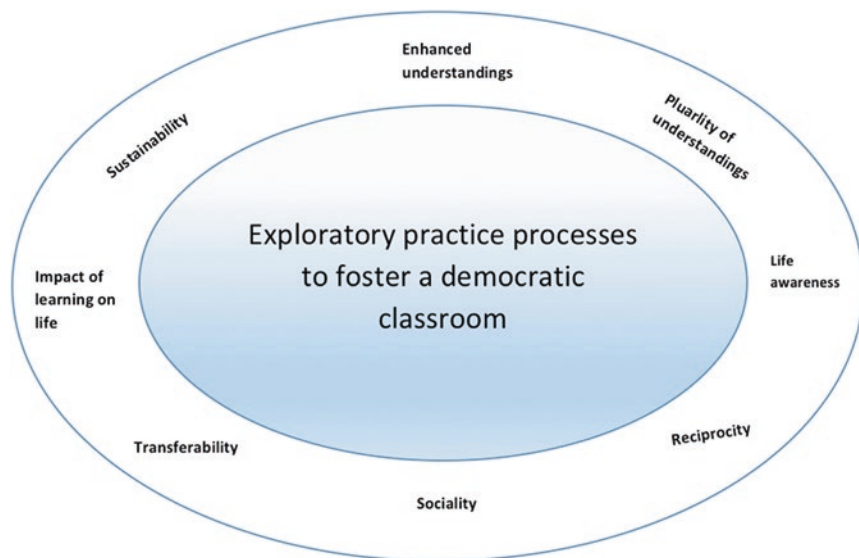 Enhanced
understandings
Pluarlity of
understandings
Sustainability
Exploratory practice processes
to foster a democratic
classroom
Life
awareness
Impact of
learning on
life
Reciprocity
Transferability
Sociality